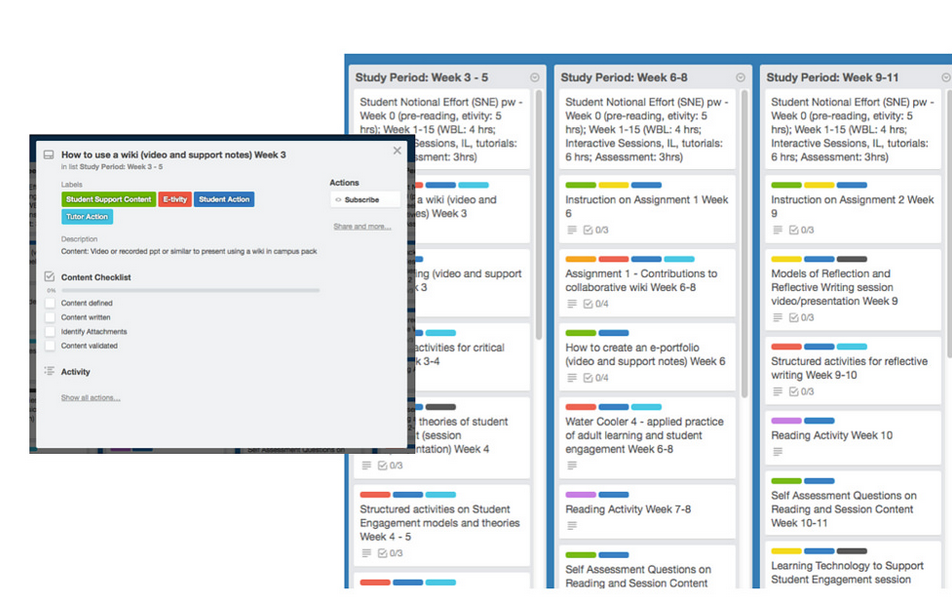 How to use a wiki (video and support notes) Week 3
in list Study Period: Week 3 - 5
Labels
Student Support Content E-tivity Student Action
Tutor Action
Description
Content: Video or recorded ppt or similar to present using a wiki in campus pack
Content Checklist
0%
Content defined
Content written
Identify Attachments
Content validated
Activity
Show all actions...
Actions
Subscribe
Share and more...
Study Period: Week 3 - 5
Student Notional Effort (SNE) pw -
Week 0 (pre-reading, etivity: 5
hrs); Week 1-15 (WBL: 4 hrs;
Sessions, IL, tutorials:
3hrs)
a wiki (video and
Week 3
(video and support
3
activities for critical
3-4
theories of student
(session
Week 4
0/3
Structured activities on Student
Engagement models and theories
Week 4 - 5
0/3
Study Period: Week 6-8
Student Notional Effort (SNE) pw -
Week 0 (pre-reading, etivity: 5
hrs); Week 1-15 (WBL: 4 hrs;
Interactive Sessions, IL, tutorials:
6 hrs; Assessment: 3hrs)
Instruction on Assignment 1 Week
6
0/3
Assignment 1 - Contributions to
collaborative wiki Week 6-8
0/4
How to create an e-portfolio
(video and support notes) Week 6
0/4
Water Cooler 4 - applied practice
of adult learning and student
engagement Week 6-8
Reading Activity Week 7-8
Self Assessment Questions on
Reading and Session Content
Study Period: Week 9-11
Student Notional Effort (SNE) pw -
Week 0 (pre-reading, etivity: 5
hrs); Week 1-15 (WBL: 4 hrs;
Interactive Sessions, IL, tutorials:
6 hrs; Assessment: 3hrs)
Instruction on Assignment 2 Week
9
0/3
Models of Reflection and
Reflective Writing session
video/presentation Week 9
0/3
Structured activities for reflective
writing Week 9-10
0/3
Reading Activity Week 10
Self Assessment Questions on
Reading and Session Content
Week 10-11
Learning Technology to Support
Student Engagement session